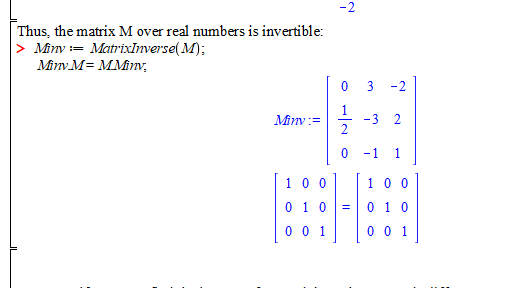 -2
Thus, the matrix M over real numbers is invertible:
> Minv := MatrixInverse(M);
Minv.M = M.Minv;
Minv := [ 0 3 -2
1/2 -3 2
0 -1 1 ]
[ 1 0 0
0 1 0
0 0 1 ] = [ 1 0 0
0 1 0
0 0 1 ]